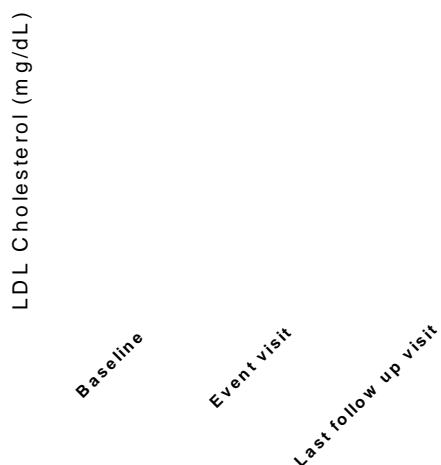 LDL Cholesterol (mg/dL)
Baseline
Event visit
Last follow up visit